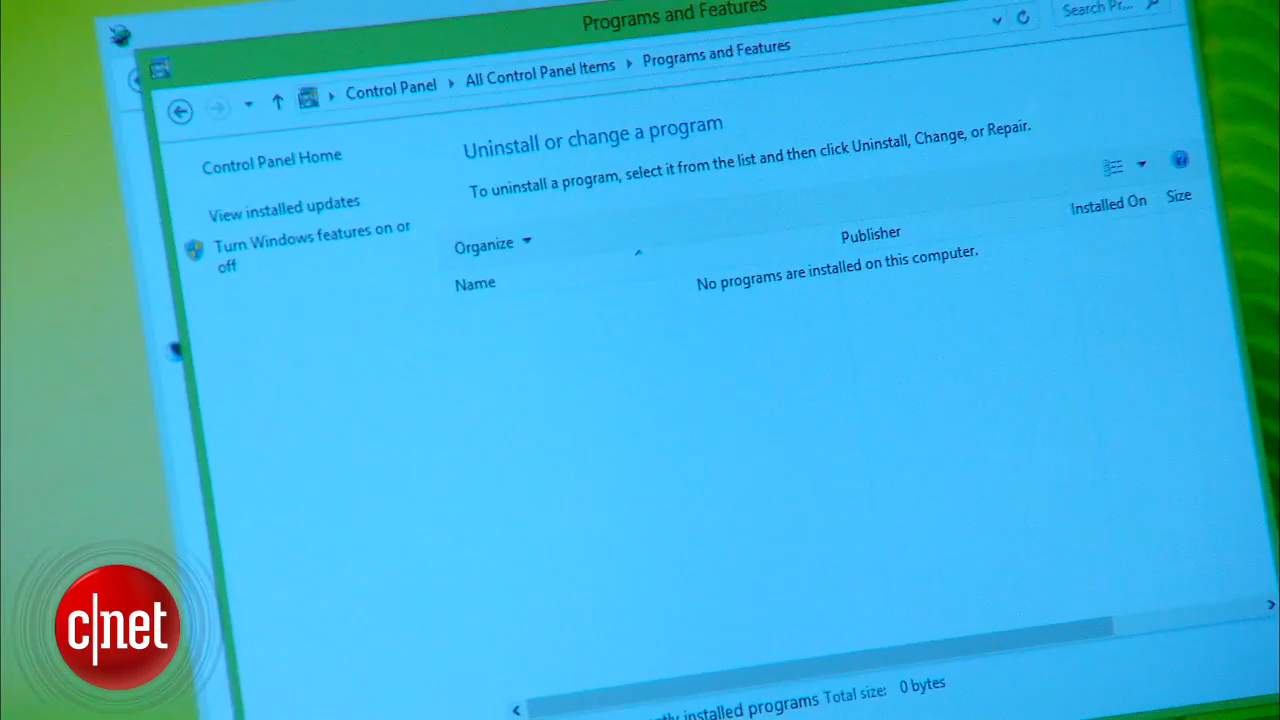 Programs and Features
Control Panel
All Control Panel Items
Programs and Features
Search Pr...
Control Panel Home
View installed updates
Turn Windows features on or
off
Uninstall or change a program
To uninstall a program, select it from the list and then click Uninstall, Change, or Repair.
Organize
Name
Publisher
Installed On
Size
No programs are installed on this computer.
installed programs Total size: 0 bytes
c|net